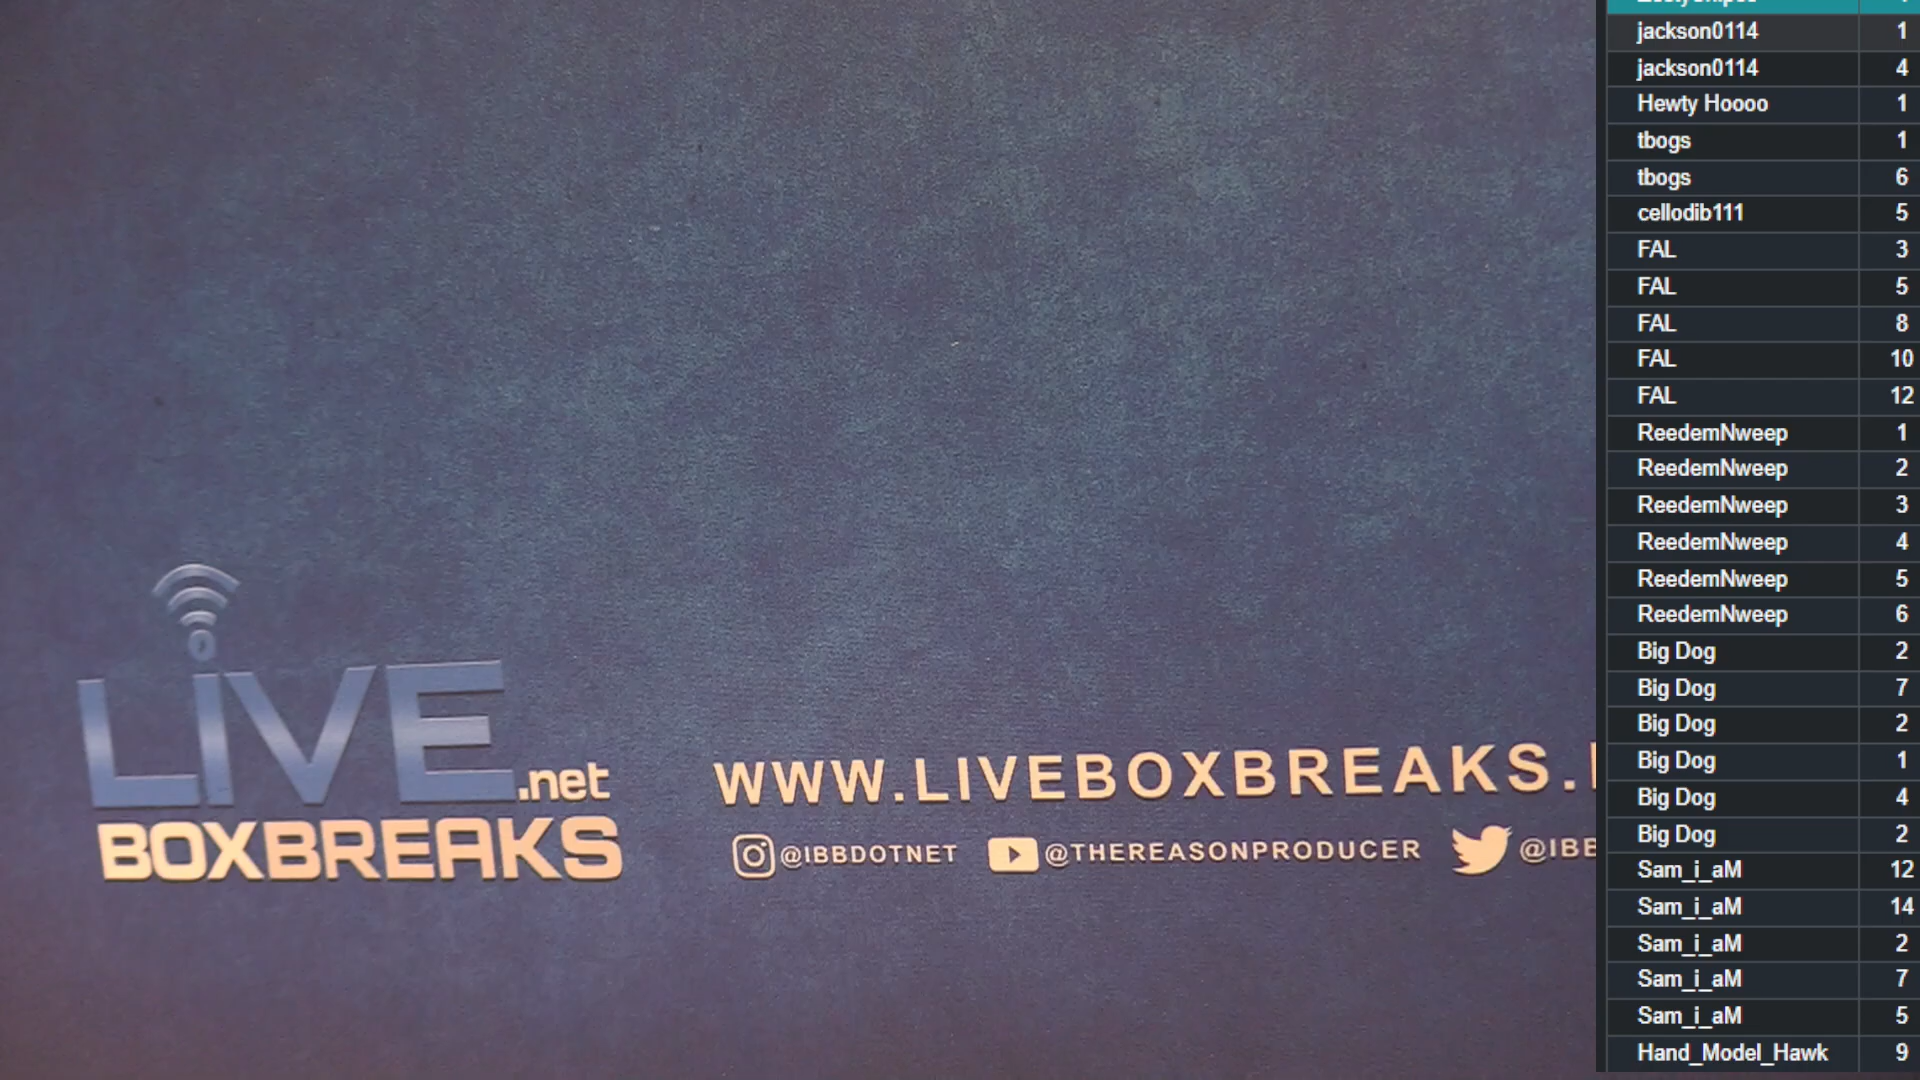 jackson0114 1
jackson0114 4
Hewty Hoooo 1
tbogs 1
tbogs 6
cellodib111 5
FAL 3
FAL 5
FAL 8
FAL 10
FAL 12
ReedemNweep 1
ReedemNweep 2
ReedemNweep 3
ReedemNweep 4
ReedemNweep 5
ReedemNweep 6
Big Dog 2
Big Dog 7
Big Dog 2
Big Dog 1
Big Dog 4
Big Dog 2
Sam_i_aM 12
Sam_i_aM 14
Sam_i_aM 2
Sam_i_aM 7
Sam_i_aM 5
Hand_Model_Hawk 9
LIVE.net
BOXBREAKS
WWW.LIVEBOXBREAKS.
@IBBDOTNET @THEREASONPRODUCER @IBB